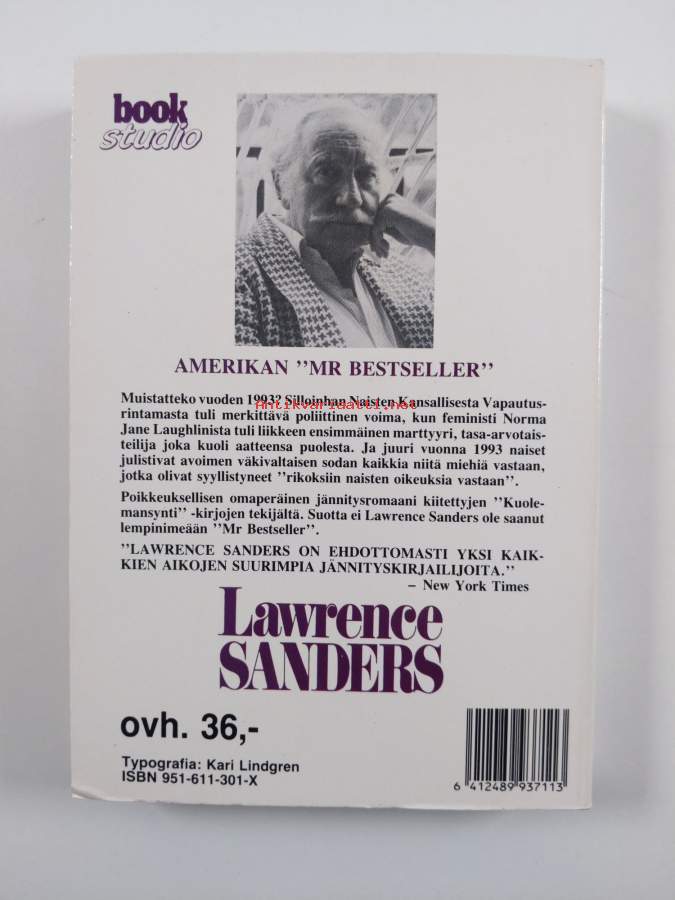 book
studio
AMERIKAN "MR BESTSELLER"
Muistatteko vuoden 1993? Silloinhan Naisten Kansallisesta Vapautus-
Antikvariaatti.net
rintamasta tuli merkittävä poliittinen voima, kun feministi Norma
Jane Laughlinista tuli liikkeen ensimmäinen marttyyri, tasa-arvotais-
teilija joka kuoli aatteensa puolesta. Ja juuri vuonna 1993 naiset
julistivat avoimen väkivaltaisen sodan kaikkia niitä miehiä vastaan,
jotka olivat syyllistyneet "rikoksiin naisten oikeuksia vastaan".
Poikkeuksellisen omaperäinen jännitysromaani kiitettyjen "Kuole-
mansynti" -kirjojen tekijältä. Suotta ei Lawrence Sanders ole saanut
lempinimeään "Mr Bestseller".
"LAWRENCE SANDERS ON EHDOTTOMASTI YKSI KAIK-
KIEN AIKOJEN SUURIMPIA JÄNNITYSKIRJAILIJOITA."
– New York Times
Lawrence
SANDERS
ovh. 36,-
Typografia: Kari Lindgren
ISBN 951-611-301-X
6 412489 937113